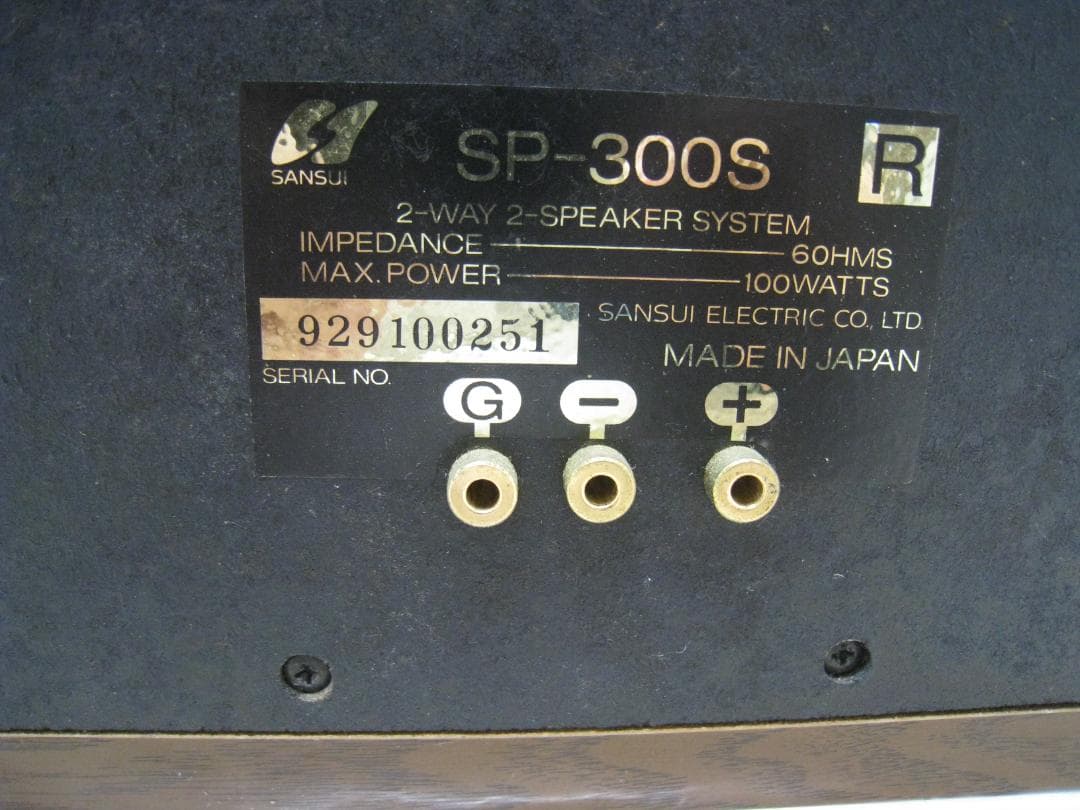 SANSUI
SP-300S
R
2-WAY 2-SPEAKER SYSTEM
IMPEDANCE 6OHMS
MAX. POWER 100WATTS
929100251
SANSUI ELECTRIC CO., LTD.
SERIAL NO.
MADE IN JAPAN
G - +